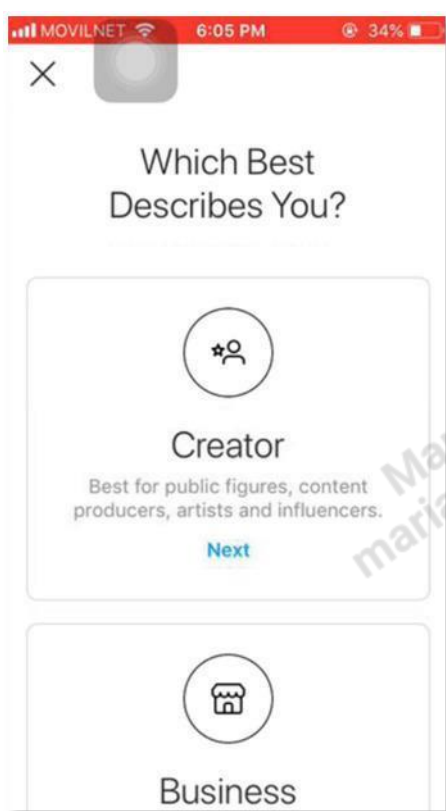 MOVILNET 6:05 PM 34%
Which Best
Describes You?
Creator
Best for public figures, content
producers, artists and influencers.
Next
Business